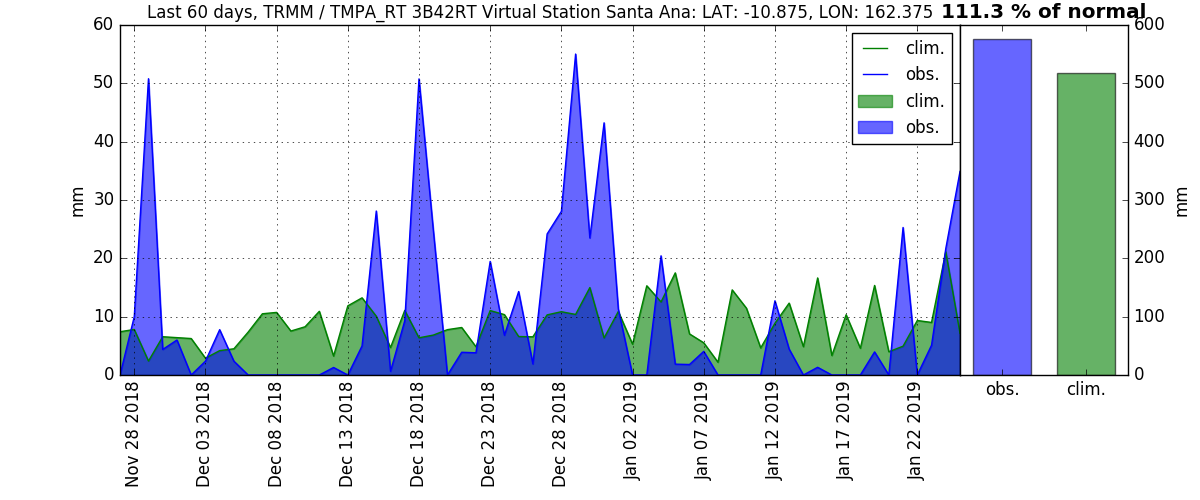 Last 60 days, TRMM / TMPA_RT 3B42RT Virtual Station Santa Ana: LAT: -10.875, LON: 162.375 111.3 % of normal
60
50
40
30
20
10
0
mm
clim.
obs.
clim.
obs.
600
500
400
300
200
100
0
mm
Nov 28 2018
Dec 03 2018
Dec 08 2018
Dec 13 2018
Dec 18 2018
Dec 23 2018
Dec 28 2018
Jan 02 2019
Jan 07 2019
Jan 12 2019
Jan 17 2019
Jan 22 2019
obs.
clim.